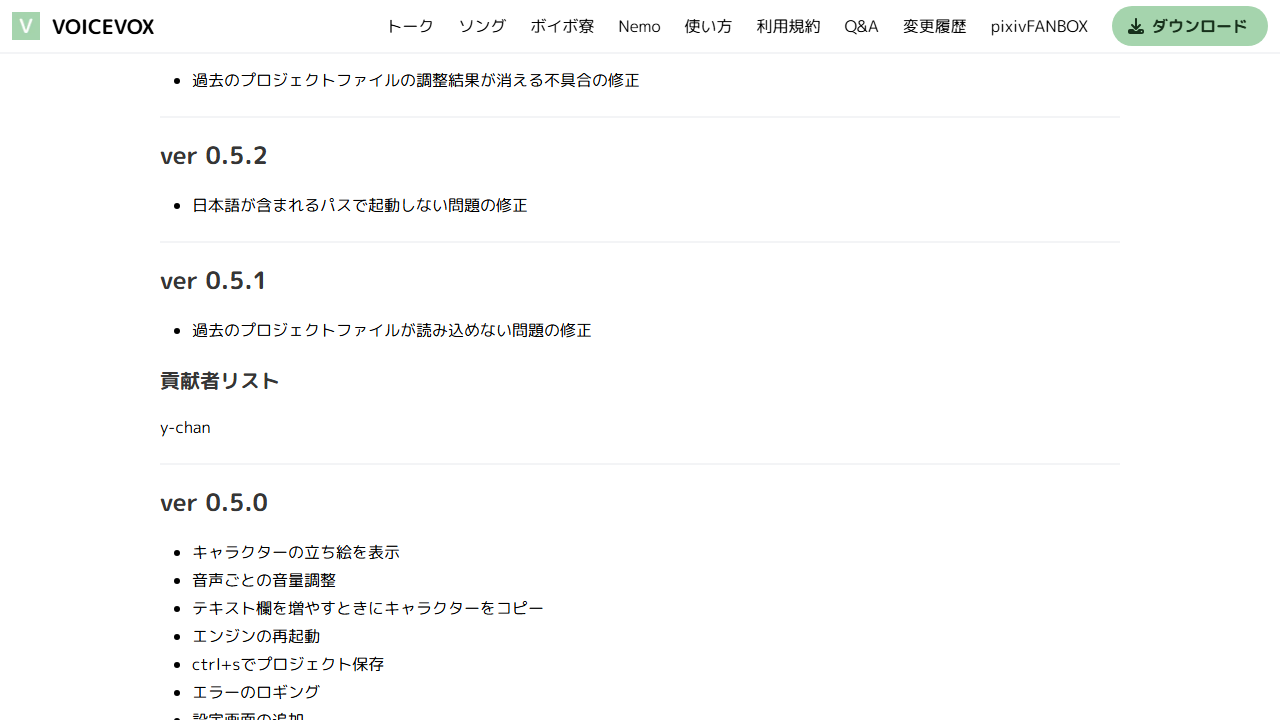 V VOICEVOX トーク ソング ボイボ寮 Nemo 使い方 利用規約 Q&A 変更履歴 pixivFANBOX ダウンロード
過去のプロジェクトファイルの調整結果が消える不具合の修正
ver 0.5.2
日本語が含まれるパスで起動しない問題の修正
ver 0.5.1
過去のプロジェクトファイルが読み込めない問題の修正
貢献者リスト
y-chan
ver 0.5.0
キャラクターの立ち絵を表示
音声ごとの音量調整
テキスト欄を増やすときにキャラクターをコピー
エンジンの再起動
ctrl+sでプロジェクト保存
エラーのロギング
設定画面の追加